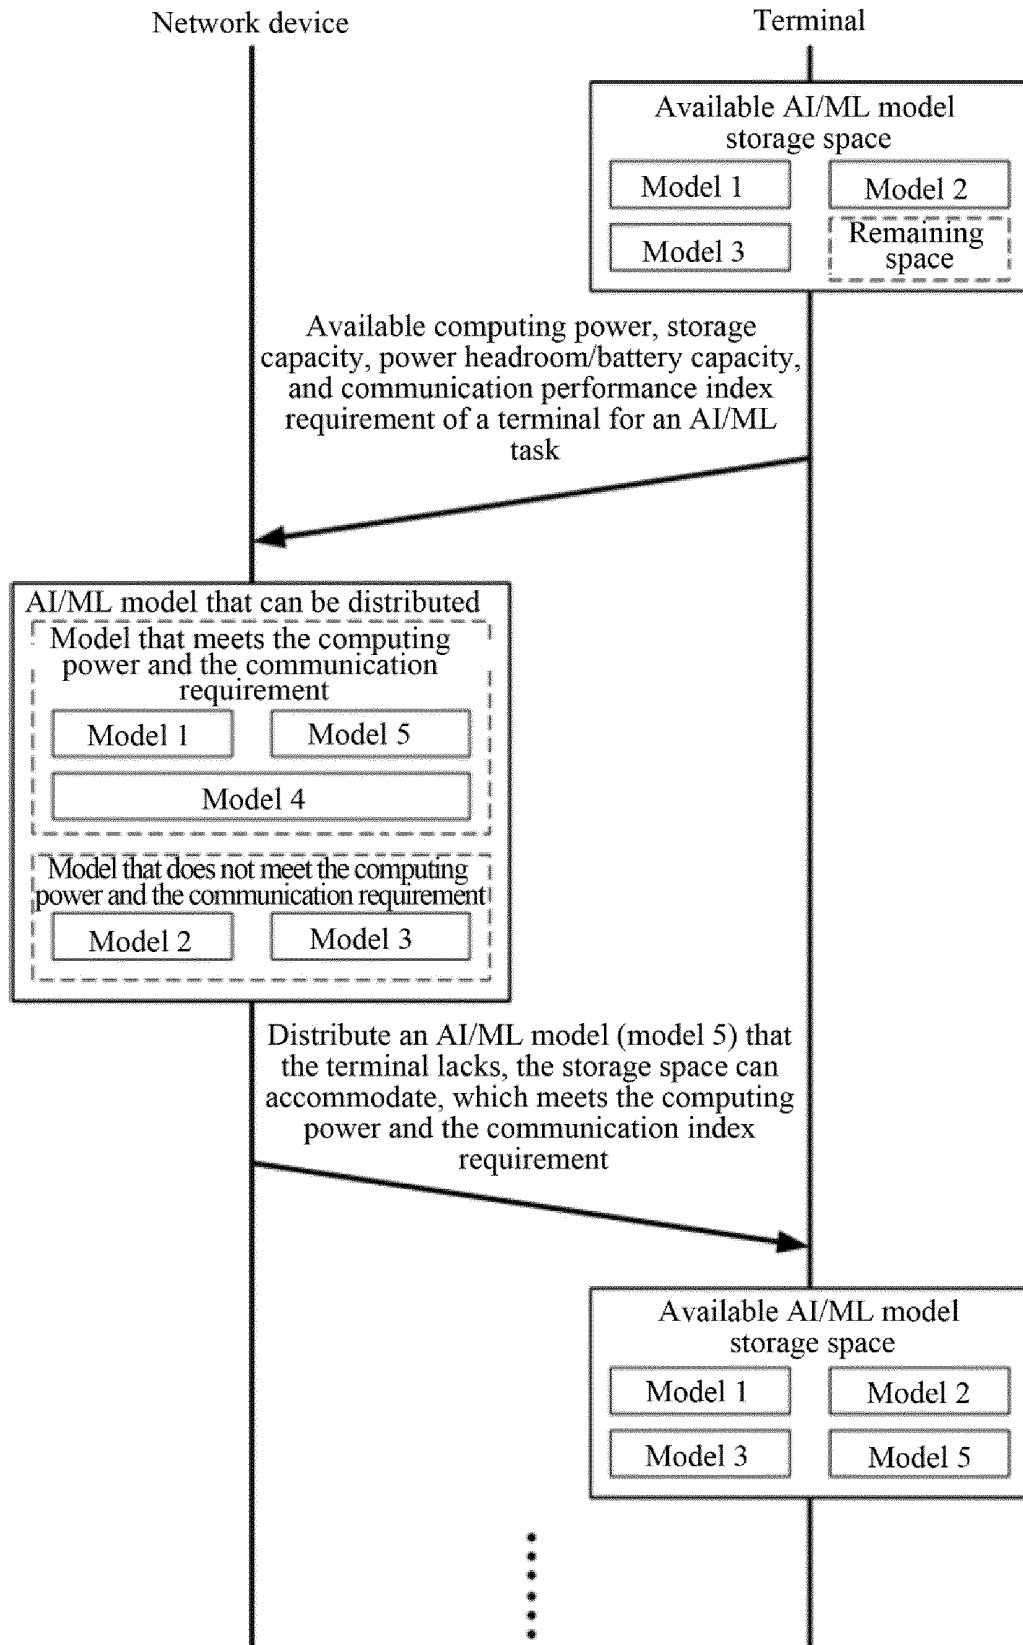 Network device
Terminal
Available AI/ML model
storage space
Model 1
Model 2
Model 3
Remaining
space
Available computing power, storage
capacity, power headroom/battery capacity,
and communication performance index
requirement of a terminal for an AI/ML
task
AI/ML model that can be distributed
Model that meets the computing
power and the communication
requirement
Model 1
Model 5
Model 4
Model that does not meet the computing
power and the communication requirement
Model 2
Model 3
Distribute an AI/ML model (model 5) that
the terminal lacks, the storage space can
accommodate, which meets the computing
power and the communication index
requirement
Available AI/ML model
storage space
Model 1
Model 2
Model 3
Model 5